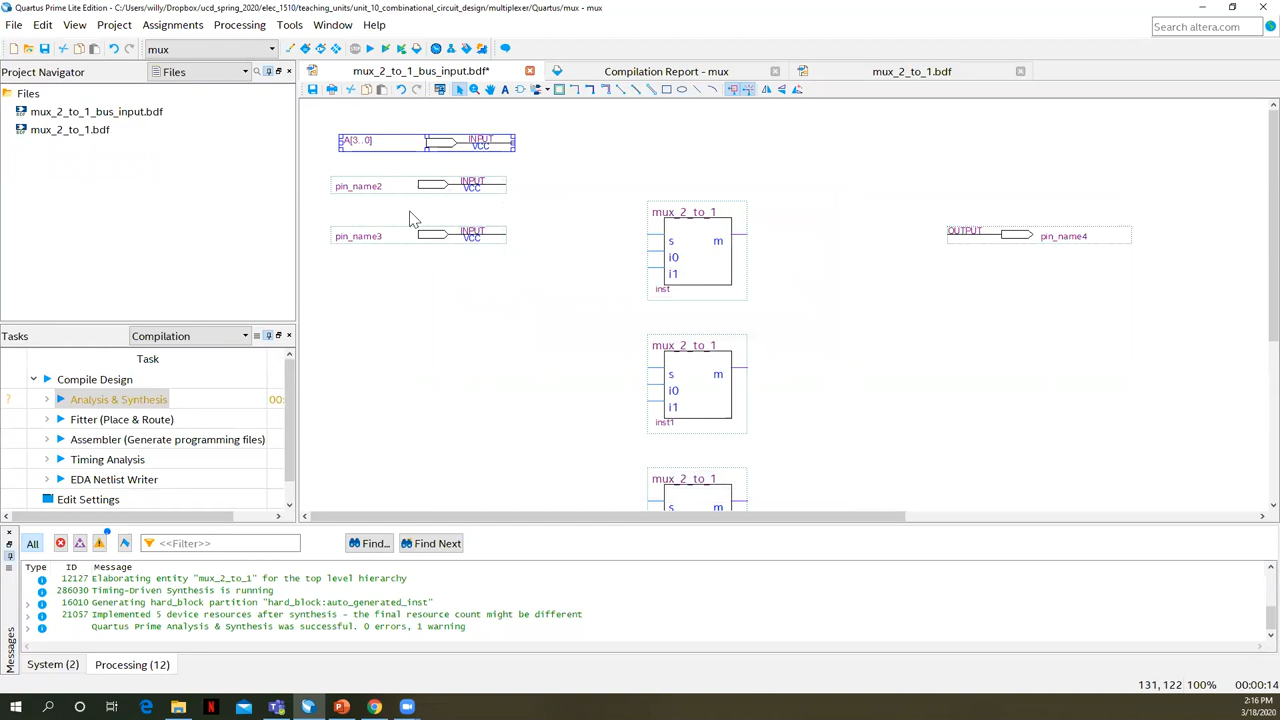 Quartus Prime Lite Edition - C:/Users/willy/Dropbox/ucd_spring_2020/elec_1510/teaching_units/unit_10_combinational_circuit_design/multiplexer/Quartus/mux - mux
File Edit View Project Assignments Processing Tools Window Help
Search altera.com
mux
Project Navigator Files
mux_2_to_1_bus_input.bdf* Compilation Report - mux mux_2_to_1.bdf
Files
mux_2_to_1_bus_input.bdf
mux_2_to_1.bdf
A[3..0] INPUT
VCC
pin_name2 INPUT
VCC
pin_name3 INPUT
VCC
mux_2_to_1
s m
i0
i1
inst
OUTPUT pin_name4
mux_2_to_1
s m
i0
i1
inst1
mux_2_to_1
s m
Tasks Compilation
Task
Compile Design
? Analysis & Synthesis 00:
Fitter (Place & Route)
Assembler (Generate programming files)
Timing Analysis
EDA Netlist Writer
Edit Settings
All <<Filter>> Find... Find Next
Type ID Message
12127 Elaborating entity "mux_2_to_1" for the top level hierarchy
286030 Timing-Driven Synthesis is running
16010 Generating hard_block partition "hard_block:auto_generated_inst"
21057 Implemented 5 device resources after synthesis - the final resource count might be different
Quartus Prime Analysis & Synthesis was successful. 0 errors, 1 warning
Messages
System (2) Processing (12)
131, 122 100% 00:00:14
2:16 PM
3/18/2020